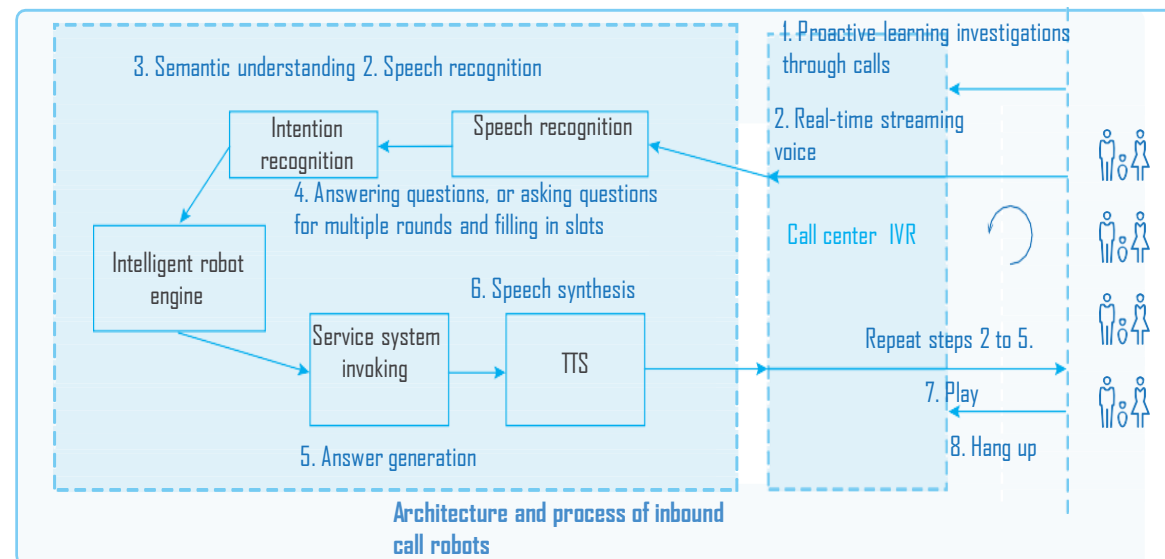 1. Proactive learning investigations
through calls
3. Semantic understanding 2. Speech recognition
Intention
recognition
Speech recognition
2. Real-time streaming
voice
4. Answering questions, or asking questions
for multiple rounds and filling in slots
Call center IVR
Intelligent robot
engine
6. Speech synthesis
Service system
invoking
TTS
Repeat steps 2 to 5.
7. Play
8. Hang up
5. Answer generation
Architecture and process of inbound
call robots